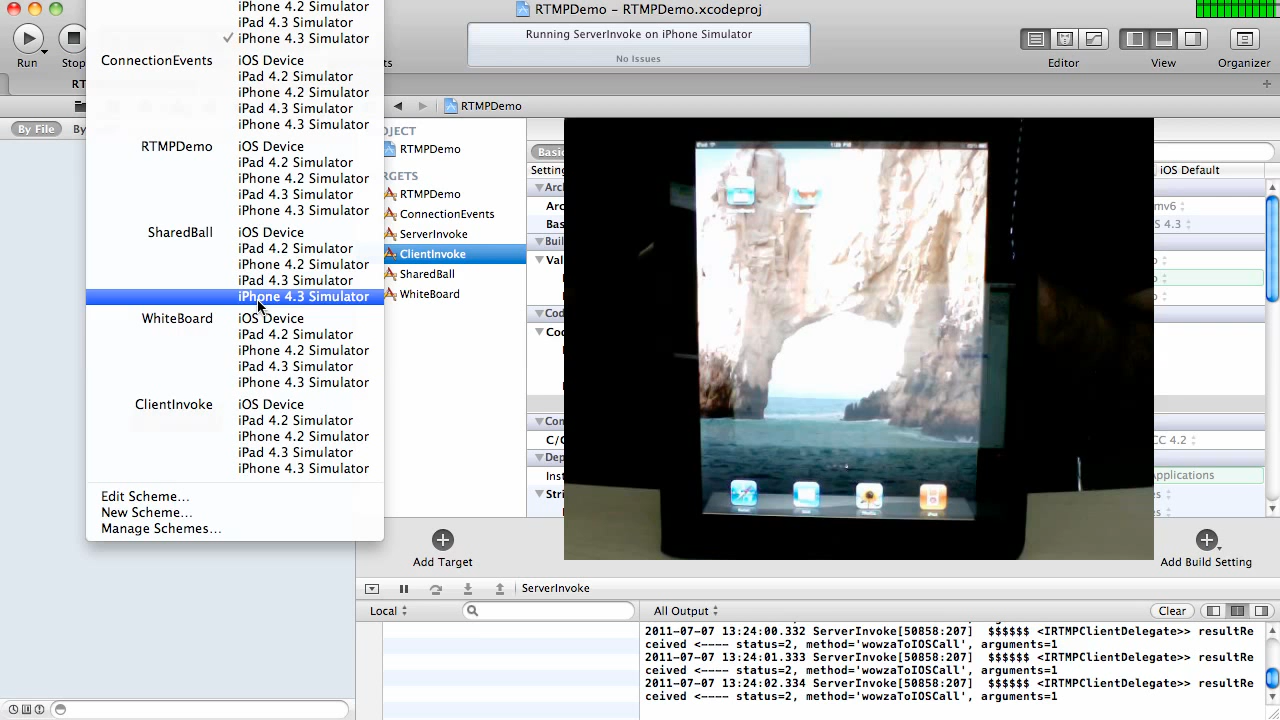 iPhone 4.2 Simulator
iPad 4.3 Simulator
✓ iPhone 4.3 Simulator
ConnectionEvents iOS Device
iPad 4.2 Simulator
iPhone 4.2 Simulator
iPad 4.3 Simulator
iPhone 4.3 Simulator
RTMPDemo iOS Device
iPad 4.2 Simulator
iPhone 4.2 Simulator
iPad 4.3 Simulator
iPhone 4.3 Simulator
SharedBall iOS Device
iPad 4.2 Simulator
iPhone 4.2 Simulator
iPad 4.3 Simulator
iPhone 4.3 Simulator
WhiteBoard iOS Device
iPad 4.2 Simulator
iPhone 4.2 Simulator
iPad 4.3 Simulator
iPhone 4.3 Simulator
ClientInvoke iOS Device
iPad 4.2 Simulator
iPhone 4.2 Simulator
iPad 4.3 Simulator
iPhone 4.3 Simulator
Edit Scheme...
New Scheme...
Manage Schemes...
RTMPDemo – RTMPDemo.xcodeproj
Running ServerInvoke on iPhone Simulator
No Issues
Run
Stop
Editor
View
Organizer
RTMPDemo
By File
RTMPDemo
RTMPDemo
ConnectionEvents
ServerInvoke
ClientInvoke
SharedBall
WhiteBoard
iOS Default
Add Target
Add Build Setting
ServerInvoke
Local
All Output
Clear
2011-07-07 13:24:00.332 ServerInvoke[50858:207] $$$$$$ <IRTMPClientDelegate>> resultRe
ceived <---- status=2, method='wowzaToIOSCall', arguments=1
2011-07-07 13:24:01.333 ServerInvoke[50858:207] $$$$$$ <IRTMPClientDelegate>> resultRe
ceived <---- status=2, method='wowzaToIOSCall', arguments=1
2011-07-07 13:24:02.334 ServerInvoke[50858:207] $$$$$$ <IRTMPClientDelegate>> resultRe
ceived <---- status=2, method='wowzaToIOSCall', arguments=1